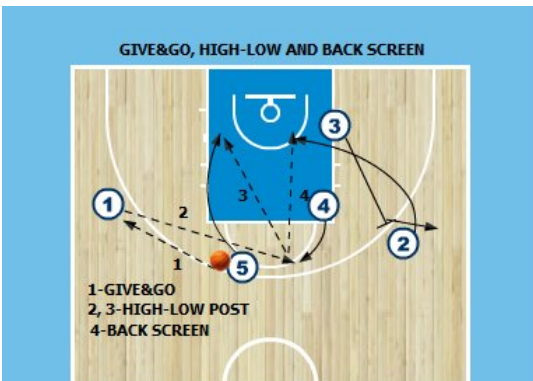 GIVE&GO, HIGH-LOW AND BACK SCREEN
3
1
2
3
4
4
2
1
5
1-GIVE&GO
2, 3-HIGH-LOW POST
4-BACK SCREEN